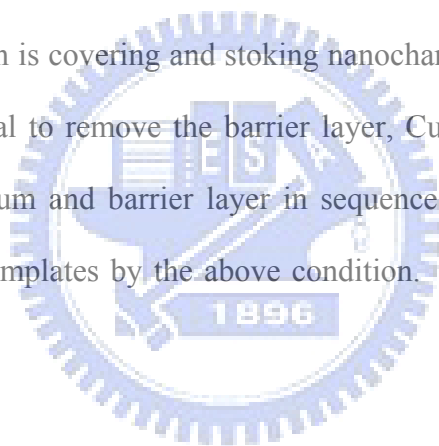 n is covering and stoking nanochan
al to remove the barrier layer, Cu
um and barrier layer in sequence
mplates by the above condition.
E S A
1896